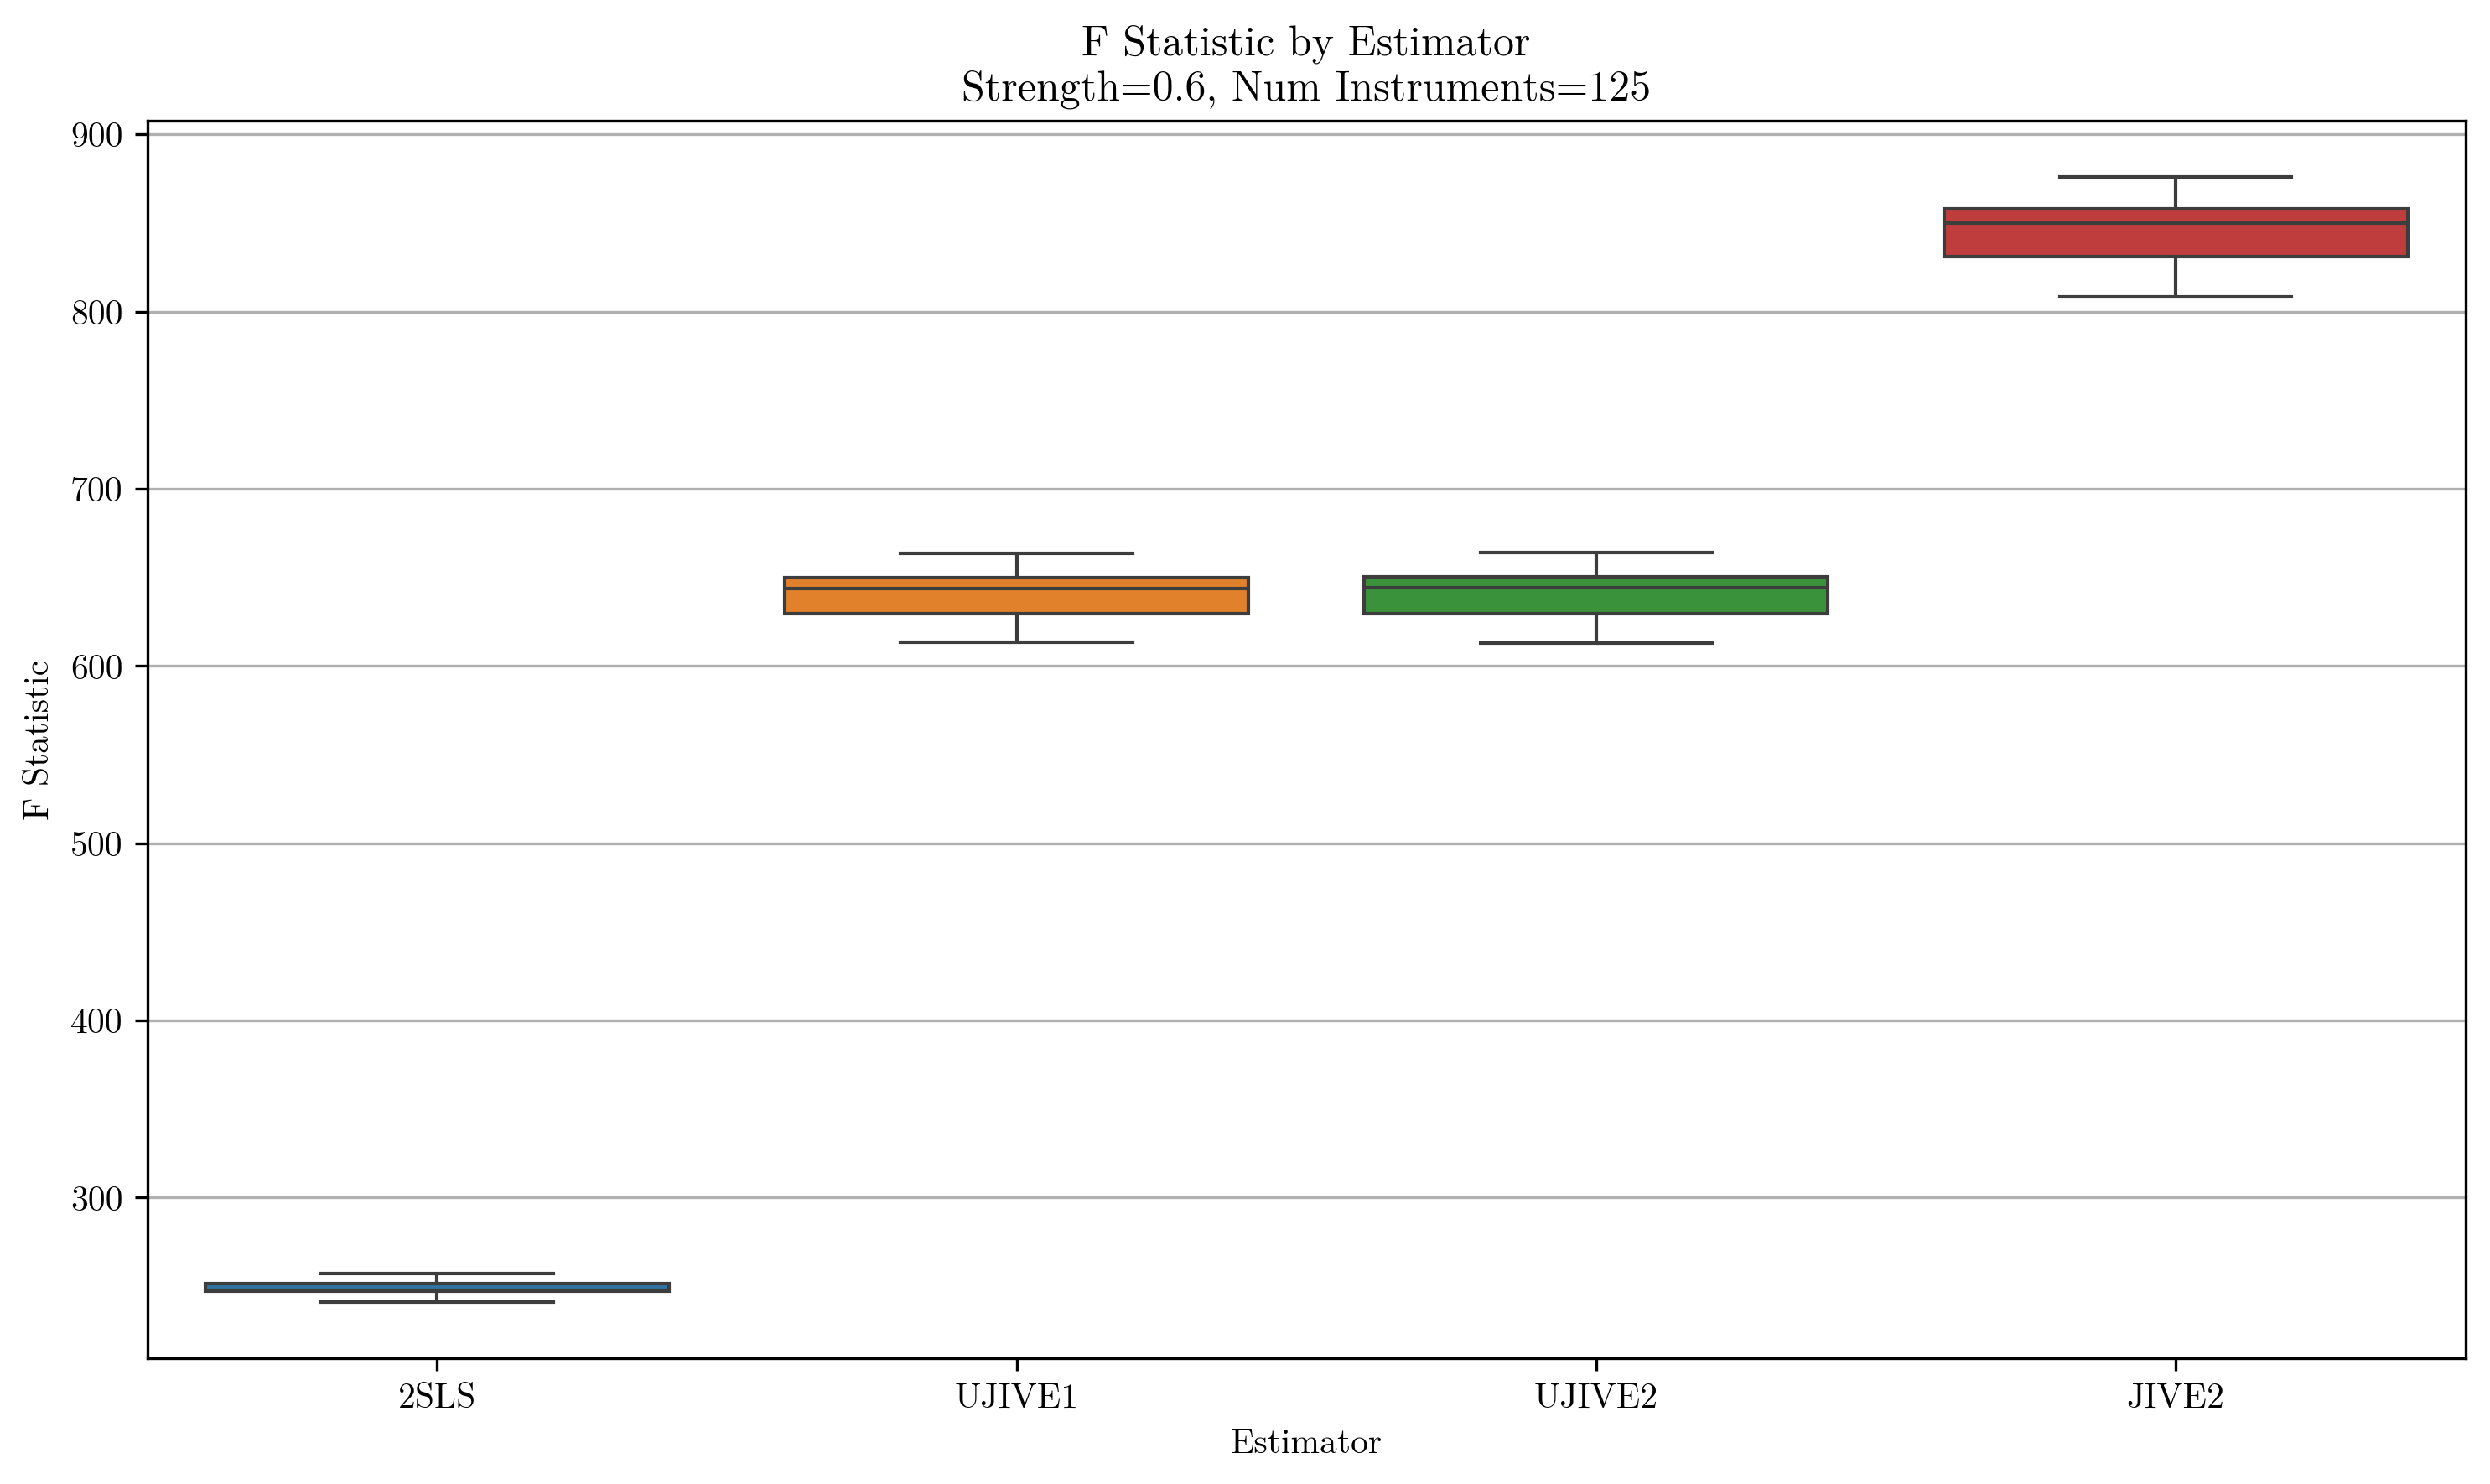 F Statistic by Estimator
Strength=0.6, Num Instruments=125
900
800
700
600
500
400
300
F Statistic
2SLS UJIVE1 UJIVE2 JIVE2
Estimator